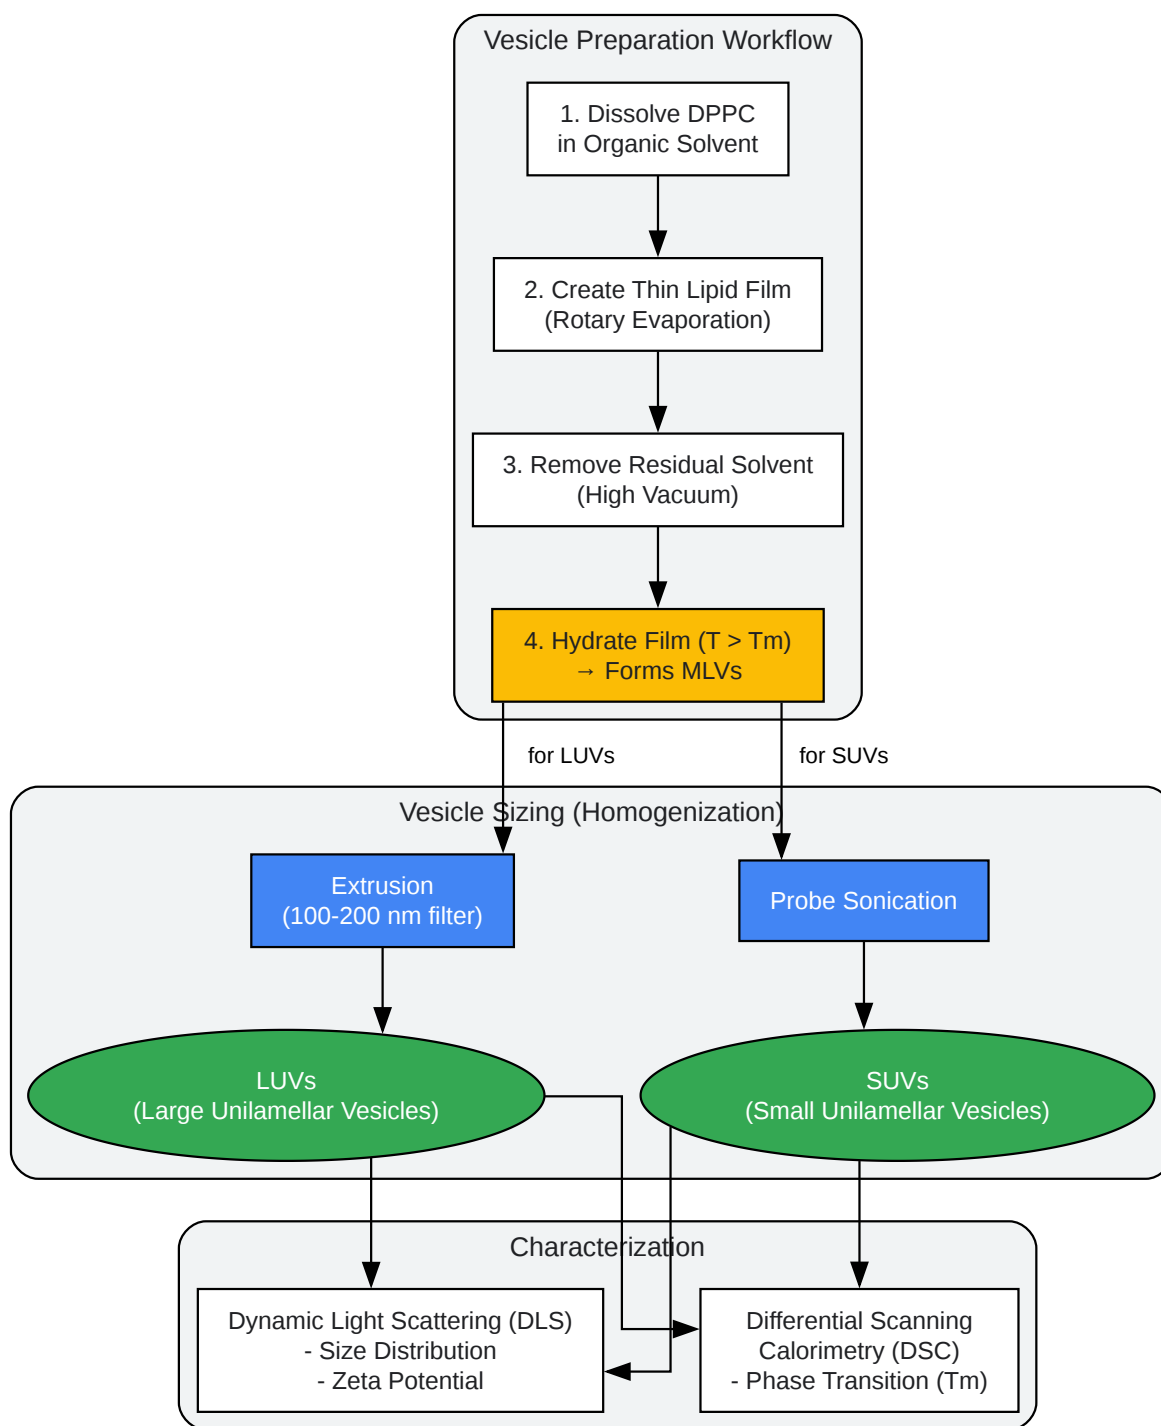 Vesicle Preparation Workflow
1. Dissolve DPPC
in Organic Solvent
2. Create Thin Lipid Film
(Rotary Evaporation)
3. Remove Residual Solvent
(High Vacuum)
4. Hydrate Film (T > Tm)
→ Forms MLVs
for LUVs
for SUVs
Vesicle Sizing (Homogenization)
Extrusion
(100-200 nm filter)
Probe Sonication
LUVs
(Large Unilamellar Vesicles)
SUVs
(Small Unilamellar Vesicles)
Characterization
Dynamic Light Scattering (DLS)
- Size Distribution
- Zeta Potential
Differential Scanning
Calorimetry (DSC)
- Phase Transition (Tm)